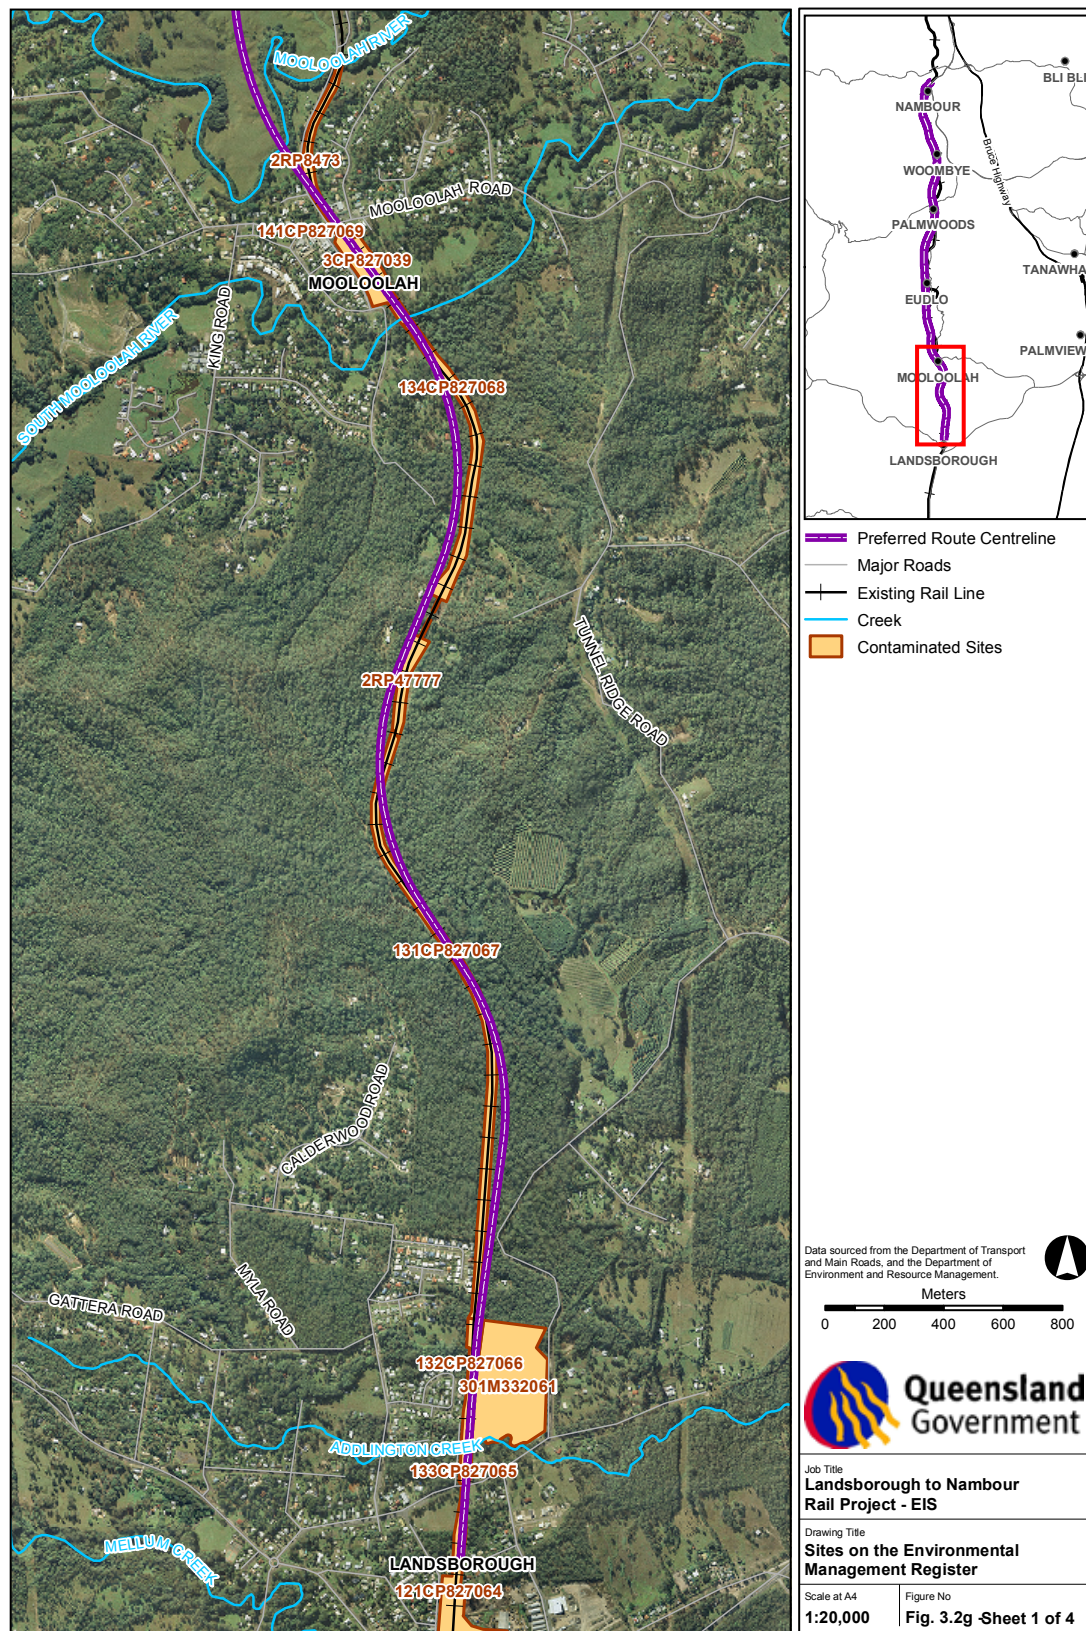 MOOLOOLAH RIVER
2RP8473
MOOLOOLAH ROAD
141CP827069
3CP827039
MOOLOOLAH
KING ROAD
SOUTH MOOLOOLAH RIVER
134CP827068
TUNNEL RIDGE ROAD
2RP47777
131CP827067
CALDERWOOD ROAD
MYLA ROAD
GATTERA ROAD
132CP827066
301M332061
ADDLINGTON CREEK
133CP827065
MELLUM CREEK
LANDSBOROUGH
121CP827064
BLI BLI
NAMBOUR
Bruce Highway
WOOMBYE
PALMWOODS
TANAWHA
EUDLO
PALMVIEW
MOOLOOLAH
LANDSBOROUGH
Preferred Route Centreline
Major Roads
Existing Rail Line
Creek
Contaminated Sites
Data sourced from the Department of Transport
and Main Roads, and the Department of
Environment and Resource Management.
Meters
0 200 400 600 800
Queensland
Government
Job Title
Landsborough to Nambour
Rail Project - EIS
Drawing Title
Sites on the Environmental
Management Register
Scale at A4
1:20,000
Figure No
Fig. 3.2g -Sheet 1 of 4